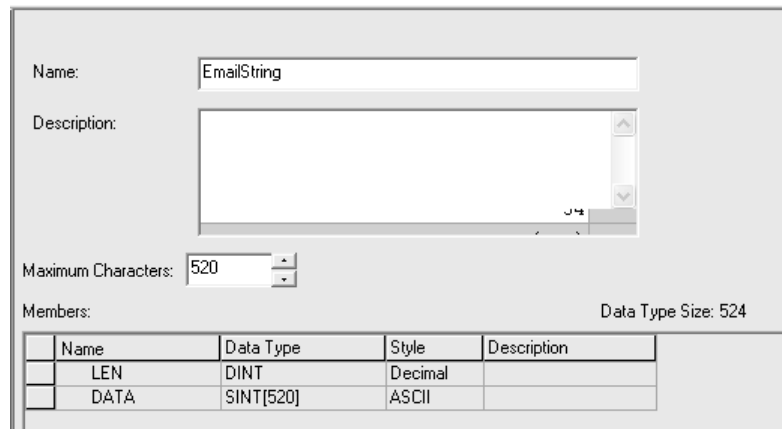 Name: EmailString
Description:
Maximum Characters: 520
Members: Data Type Size: 524
Name Data Type Style Description
LEN DINT Decimal
DATA SINT[520] ASCII